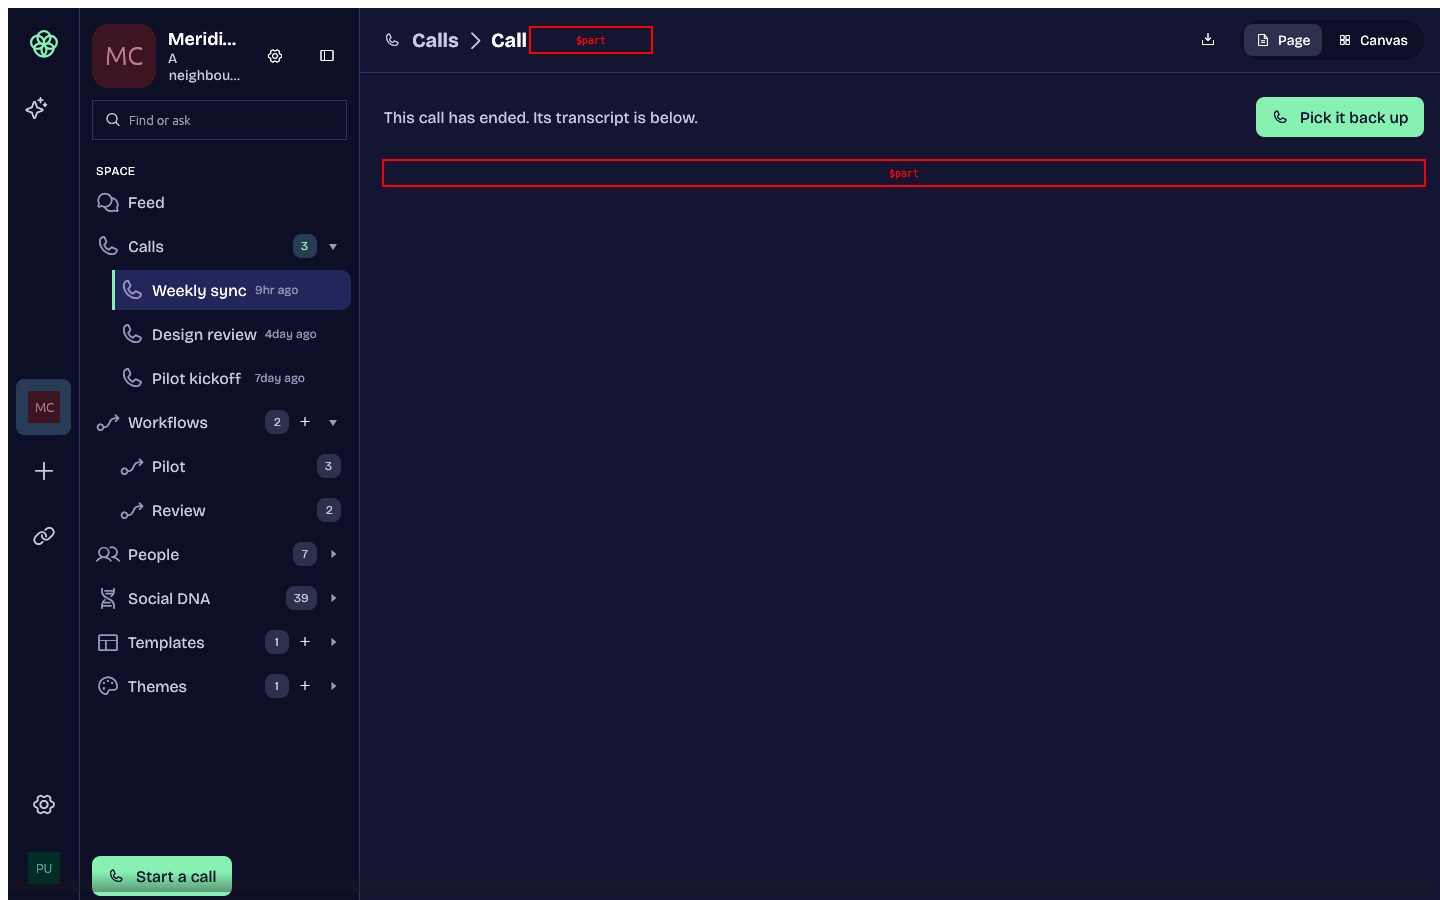 Meridi...
A
neighbou...
MC
Find or ask
SPACE
Feed
Calls 3
Weekly sync 9hr ago
Design review 4day ago
Pilot kickoff 7day ago
Workflows 2 +
Pilot 3
Review 2
People 7
Social DNA 39
Templates 1 +
Themes 1 +
Start a call
MC
PU
Calls > Call $part
Page
Canvas
This call has ended. Its transcript is below.
Pick it back up
$part